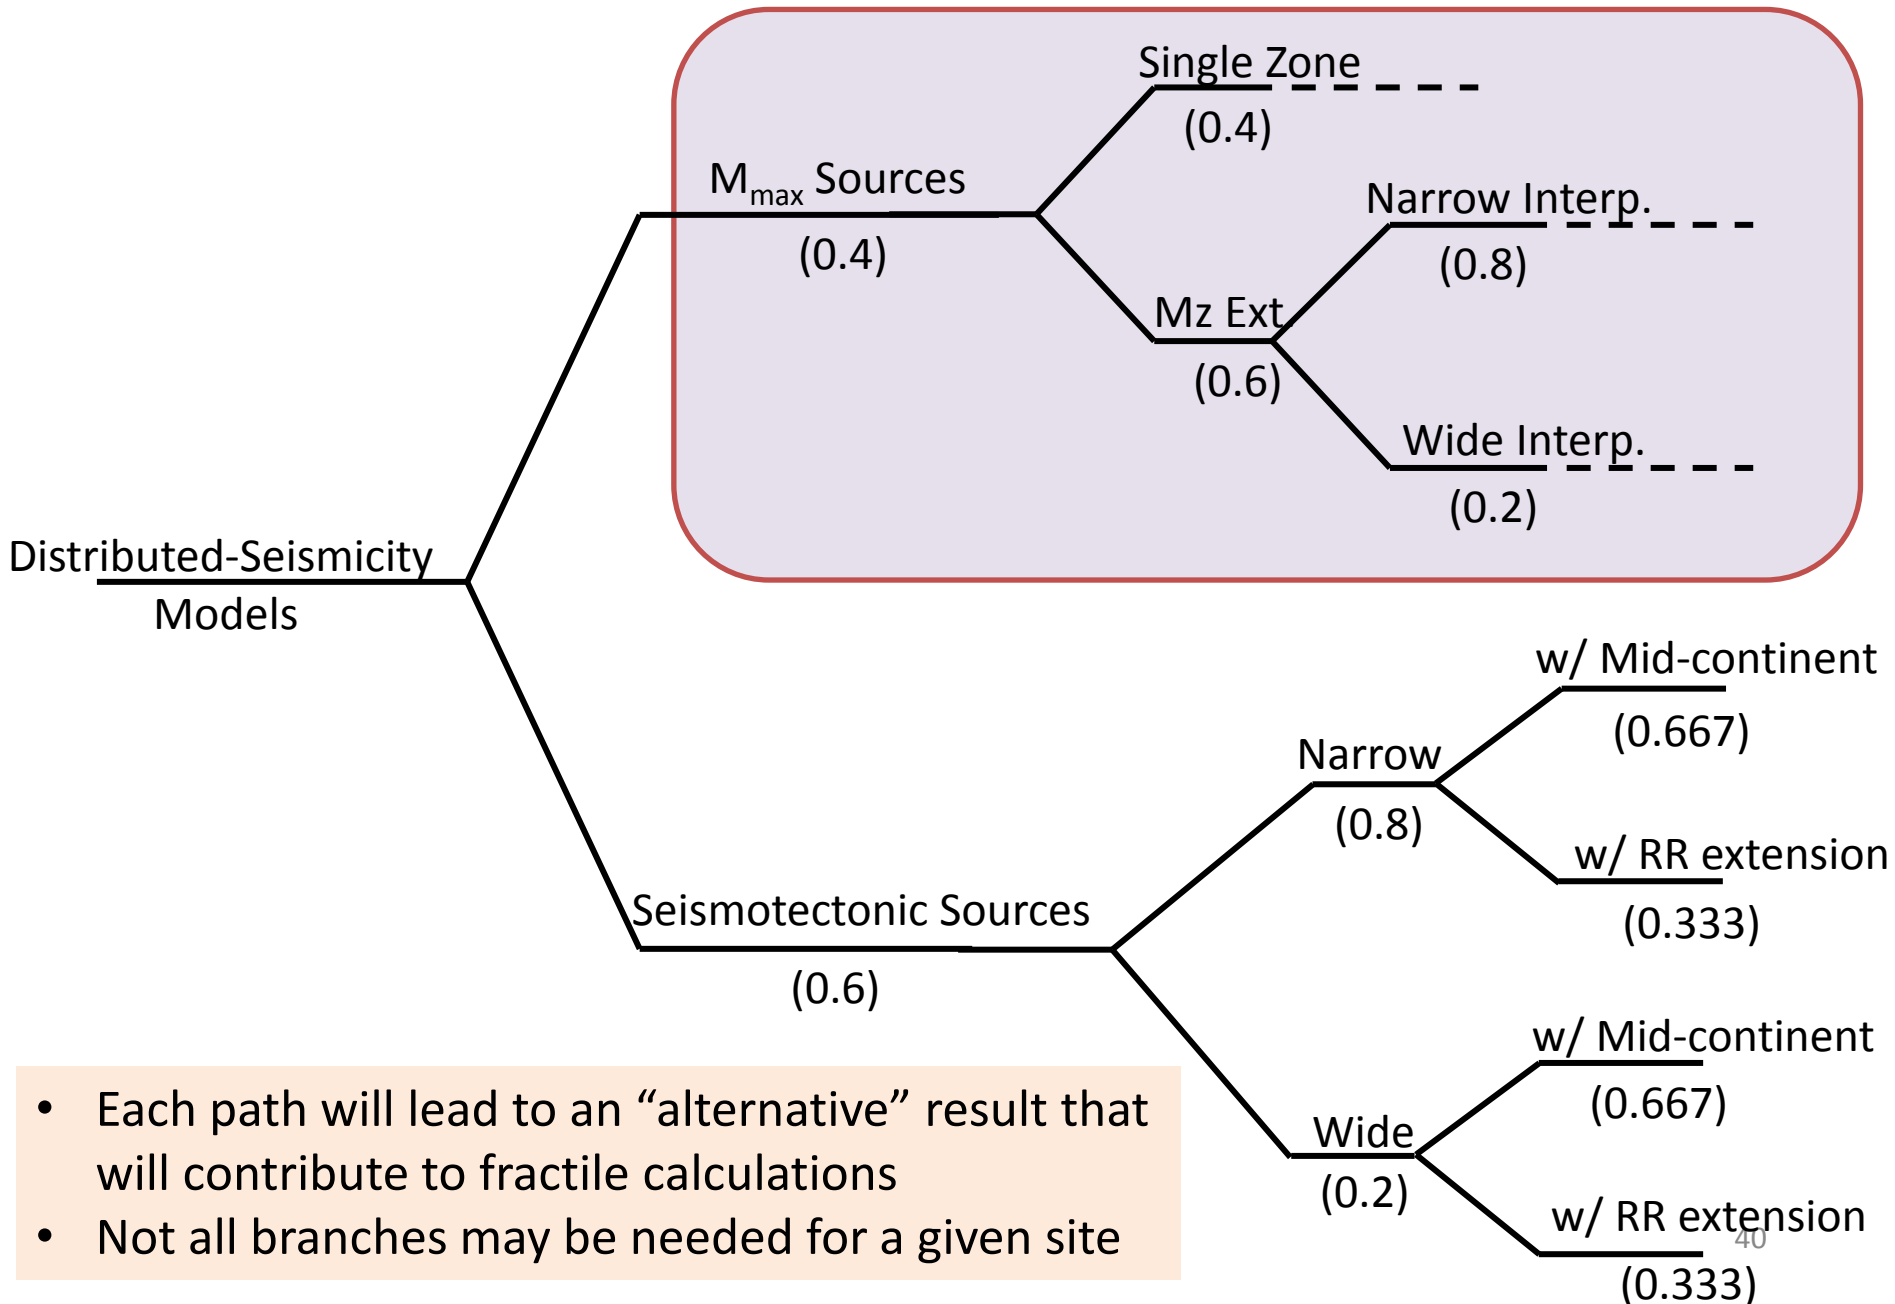 Single Zone
(0.4)
M_max Sources
(0.4)
Narrow Interp.
(0.8)
Mz Ext.
(0.6)
Wide Interp.
(0.2)
Distributed-Seismicity
Models
w/ Mid-continent
(0.667)
Narrow
(0.8)
w/ RR extension
(0.333)
Seismotectonic Sources
(0.6)
w/ Mid-continent
(0.667)
Wide
(0.2)
w/ RR extension
(0.333)
• Each path will lead to an “alternative” result that
will contribute to fractile calculations
• Not all branches may be needed for a given site
40